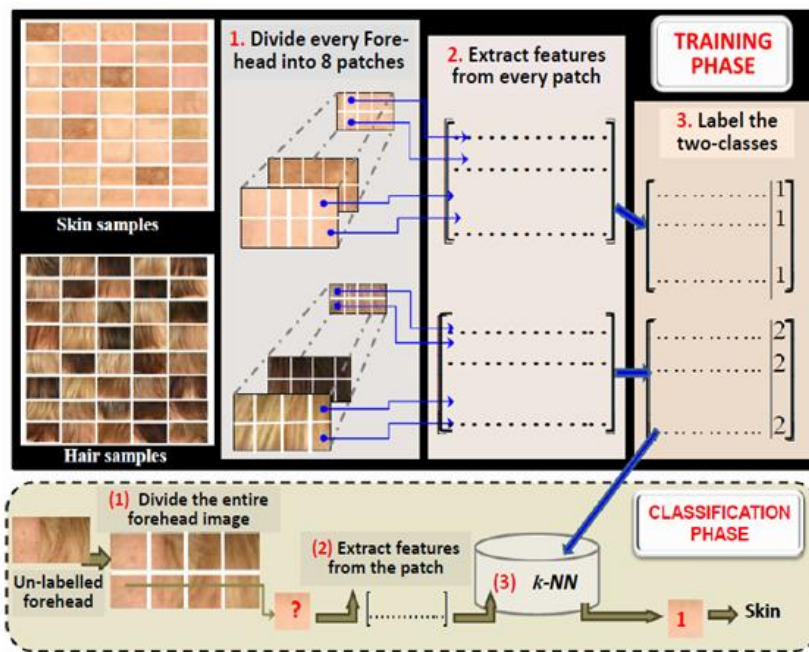 1. Divide every Fore-
head into 8 patches
2. Extract features
from every patch
TRAINING
PHASE
3. Label the
two-classes
1
1
1
Skin samples
2
2
2
Hair samples
(1) Divide the entire
forehead image
(2) Extract features
from the patch
CLASSIFICATION
PHASE
Un-labelled
forehead
?
(3) k-NN
1
Skin